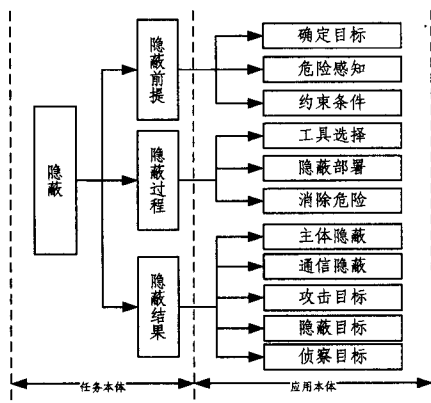 隐蔽
隐蔽前提
隐蔽过程
隐蔽结果
确定目标
危险感知
约束条件
工具选择
隐蔽部署
消除危险
主体隐蔽
通信隐蔽
攻击目标
隐蔽目标
侦察目标
任务本体
应用本体